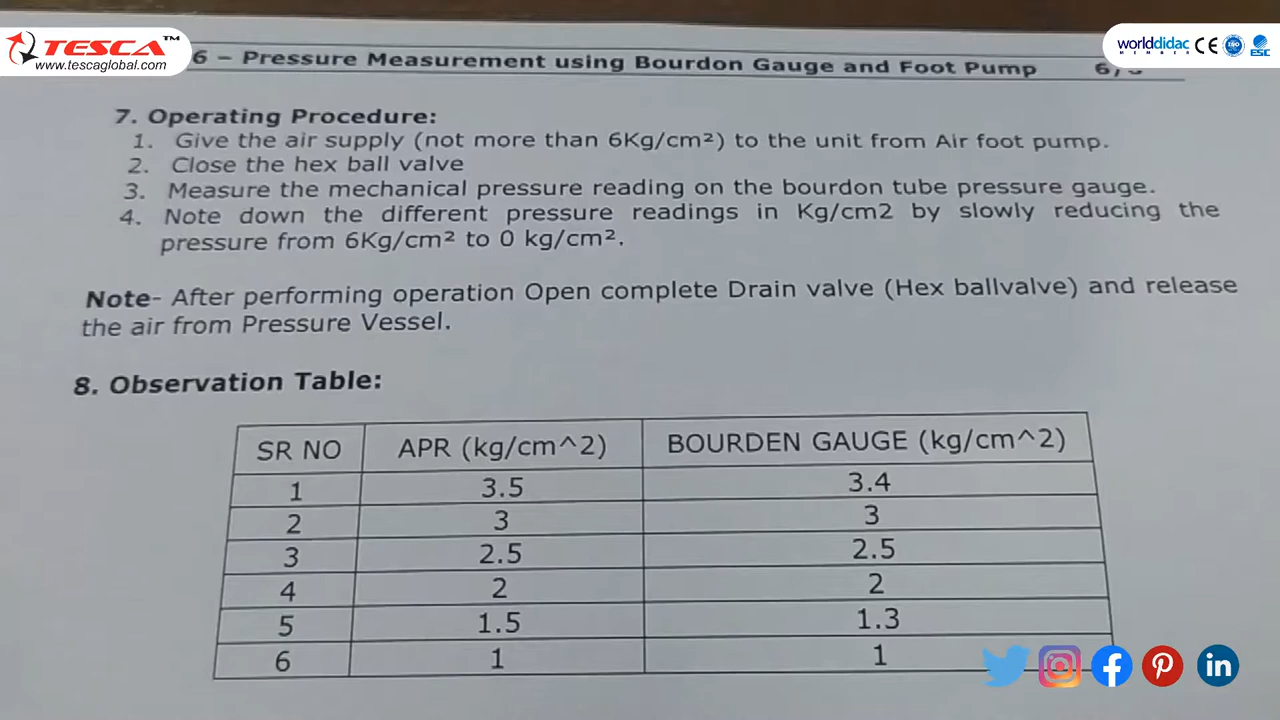 TESCA™
www.tescaglobal.com
6 – Pressure Measurement using Bourdon Gauge and Foot Pump
worlddidac
MEMBER
CE
ISO
ESC
7. Operating Procedure:
1. Give the air supply (not more than 6Kg/cm²) to the unit from Air foot pump.
2. Close the hex ball valve
3. Measure the mechanical pressure reading on the bourdon tube pressure gauge.
4. Note down the different pressure readings in Kg/cm2 by slowly reducing the
pressure from 6Kg/cm² to 0 kg/cm².
Note- After performing operation Open complete Drain valve (Hex ballvalve) and release
the air from Pressure Vessel.
8. Observation Table:
SR NO APR (kg/cm^2) BOURDEN GAUGE (kg/cm^2)
1 3.5 3.4
2 3 3
3 2.5 2.5
4 2 2
5 1.5 1.3
6 1 1